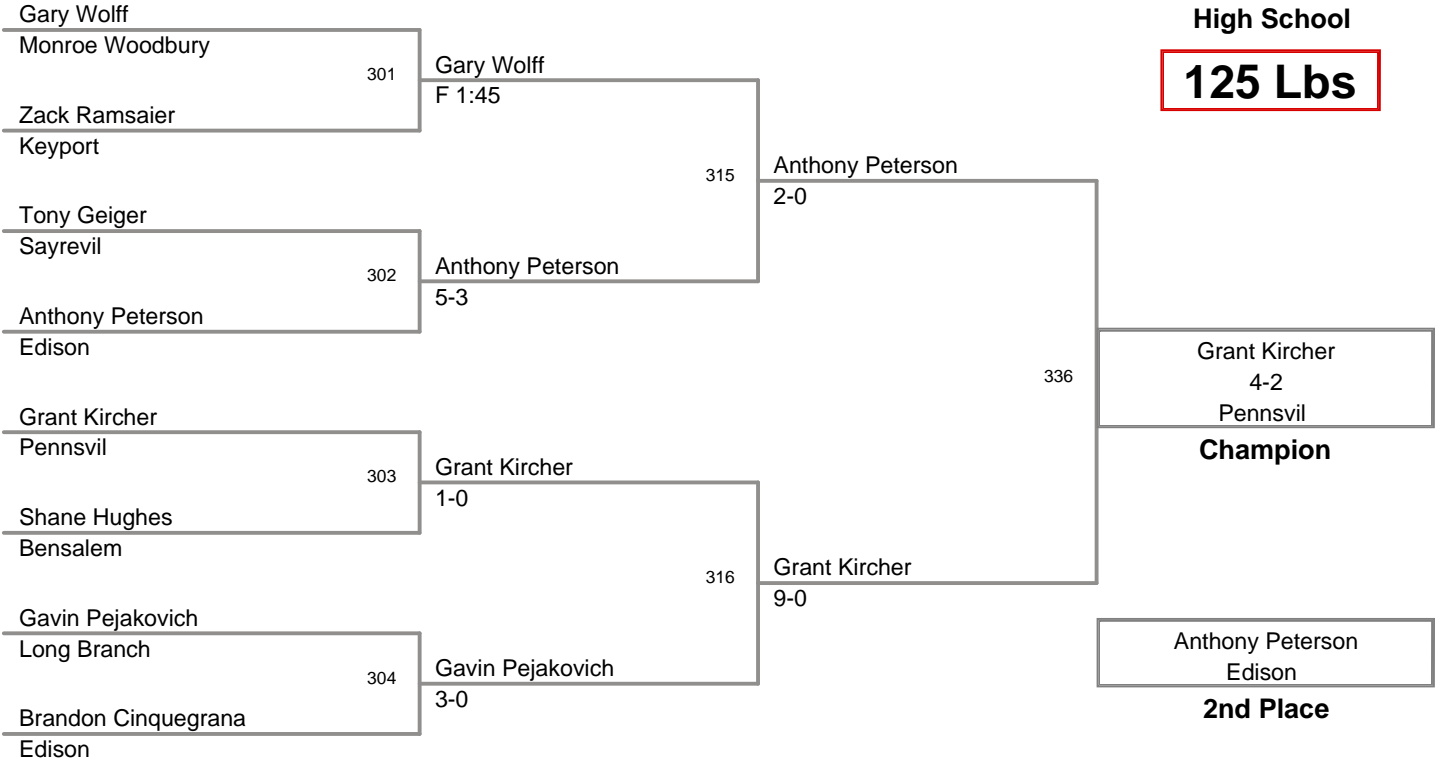 Gary Wolff
Monroe Woodbury
301
Zack Ramsaier
Keyport
Tony Geiger
Sayrevil
302
Anthony Peterson
Edison
Grant Kircher
Pennsvil
303
Shane Hughes
Bensalem
Gavin Pejakovich
Long Branch
304
Brandon Cinquegrana
Edison
Gary Wolff
F 1:45
315
Anthony Peterson
5-3
Grant Kircher
1-0
316
Gavin Pejakovich
3-0
Anthony Peterson
2-0
336
Grant Kircher
9-0
High School
125 Lbs
Grant Kircher
4-2
Pennsvil
Champion
Anthony Peterson
Edison
2nd Place